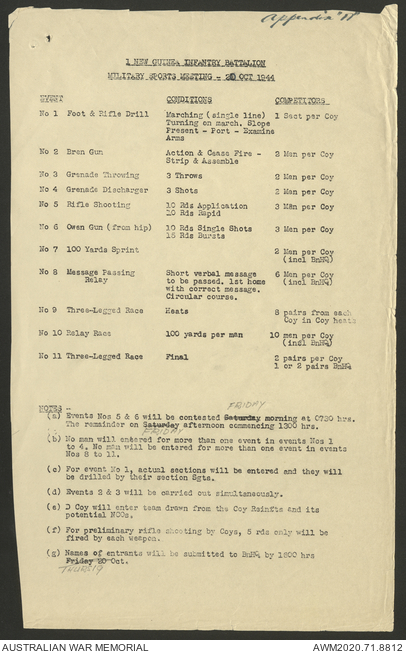 Appendix "H"
1 NEW GUINEA INFANTRY BATTALION
MILITARY SPORTS MEETING - 20 OCT 1944
EVENT CONDITIONS COMPETITORS
No 1 Foot & Rifle Drill Marching (single line) 1 Sect per Coy
Turning on march. Slope
Present - Port - Examine
Arms
No 2 Bren Gun Action & Cease Fire - 2 Men per Coy
Strip & Assemble
No 3 Grenade Throwing 3 Throws 2 Men per Coy
No 4 Grenade Discharger 3 Shots 2 Men per Coy
No 5 Rifle Shooting 10 Rds Application 3 Men per Coy
10 Rds Rapid
No 6 Owen Gun (from hip) 10 Rds Single Shots 3 Men per Coy
15 Rds Bursts
No 7 100 Yards Sprint 2 Men per Coy
(incl BnHQ)
No 8 Message Passing Short verbal message 6 Men per Coy
Relay to be passed. 1st home (incl BnHQ)
with correct message.
Circular course.
No 9 Three-Legged Race Heats 8 pairs from each
Coy in Coy heats
No 10 Relay Race 100 yards per man 10 men per Coy
(incl BnHQ)
No 11 Three-Legged Race Final 2 pairs per Coy
1 or 2 pairs BnHQ
NOTES -
FRIDAY
(a) Events Nos 5 & 6 will be contested Saturday morning at 0730 hrs.
The remainder on Saturday afternoon commencing 1300 hrs.
FRIDAY
(b) No man will entered for more than one event in events Nos 1
to 4. No man will be entered for more than one event in events
Nos 8 to 11.
(c) For event No 1, actual sections will be entered and they will
be drilled by their section Sgts.
(d) Events 2 & 3 will be carried out simultaneously.
(e) D Coy will enter team drawn from the Coy Reinfts and its
potential NCOs.
(f) For preliminary rifle shooting by Coys, 5 rds only will be
fired by each weapon.
(g) Names of entrants will be submitted to BnHQ by 1800 hrs
Friday 20 Oct.
THURS 19
AUSTRALIAN WAR MEMORIAL AWM2020.71.8812